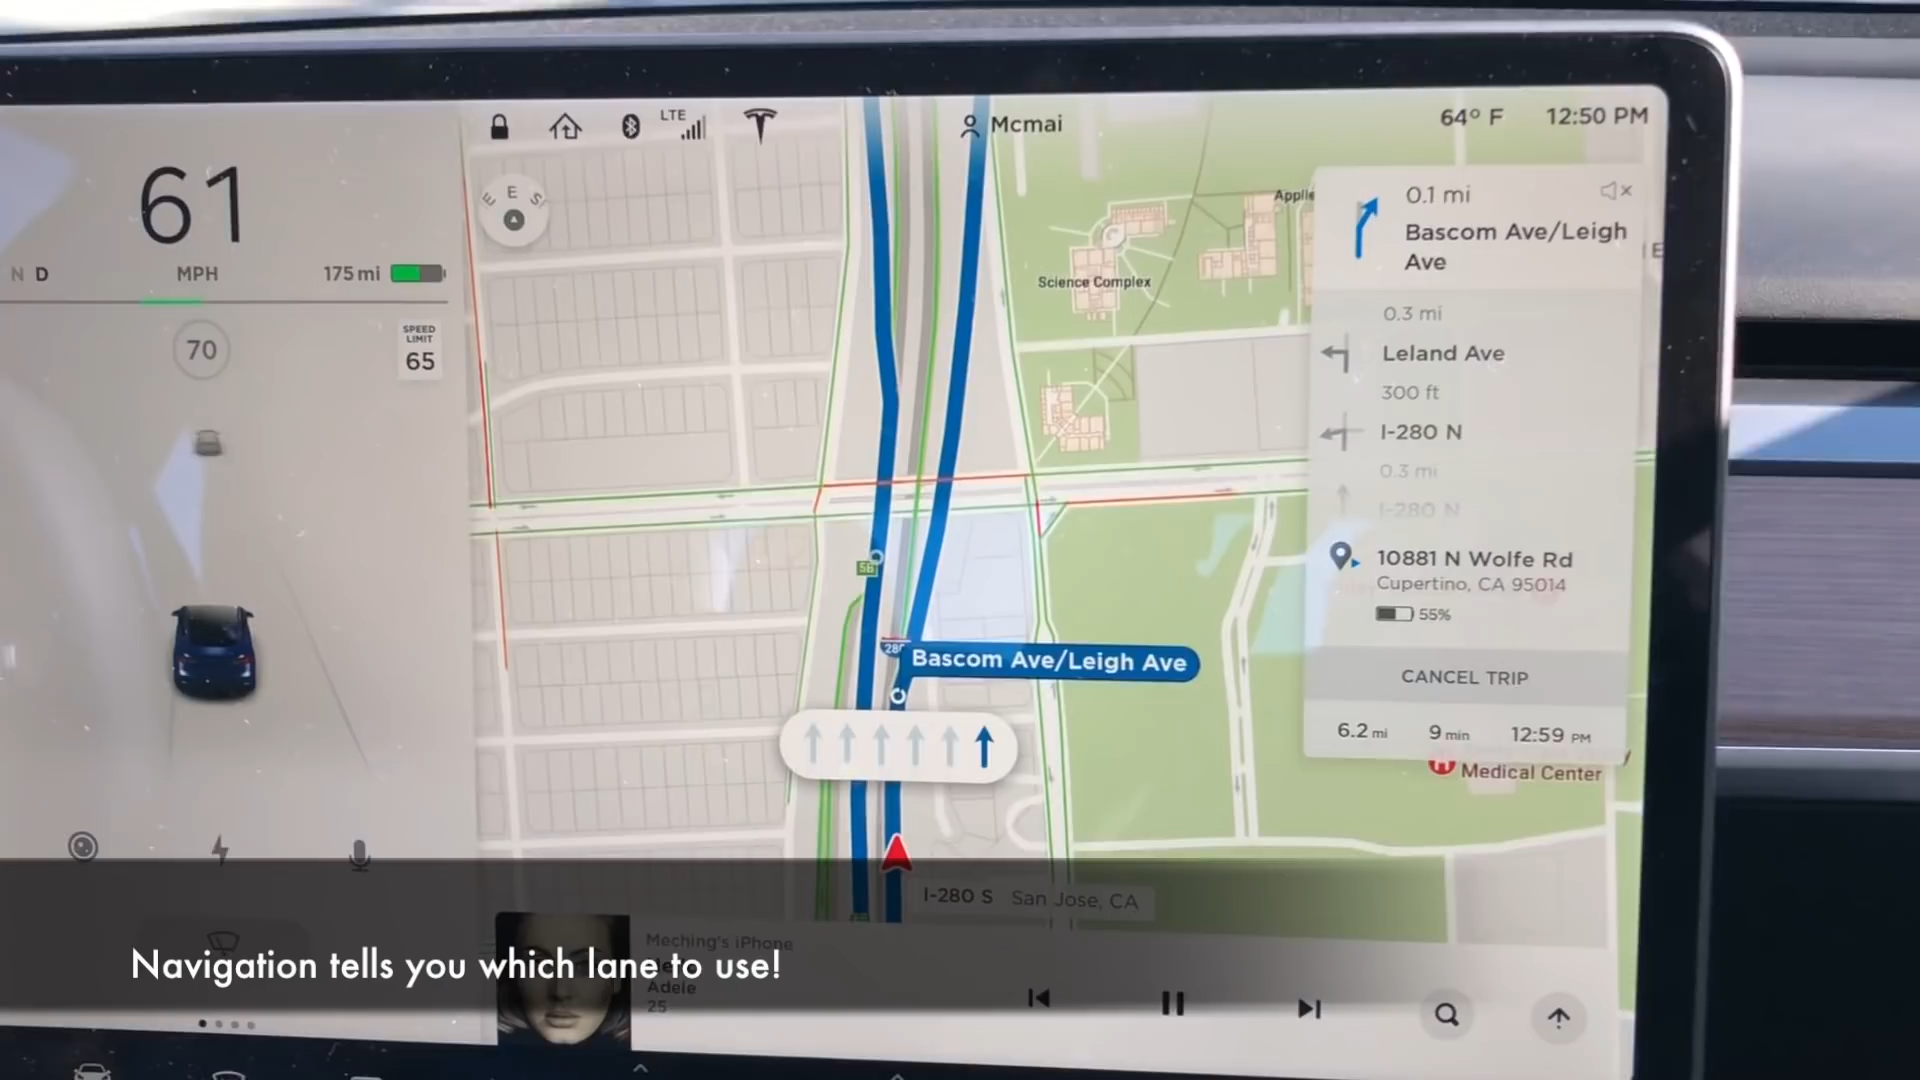 61
N D
MPH
175 mi
70
SPEED
LIMIT
65
LTE
Mcmai
64° F
12:50 PM
E E S
Science Complex
Applie
0.1 mi
Bascom Ave/Leigh
Ave
0.3 mi
Leland Ave
300 ft
I-280 N
0.3 mi
I-280 N
10881 N Wolfe Rd
Cupertino, CA 95014
55%
CANCEL TRIP
6.2 mi
9 min
12:59 PM
Medical Center
5B
280
Bascom Ave/Leigh Ave
I-280 S San Jose, CA
Meching's iPhone
Adele
25
Navigation tells you which lane to use!